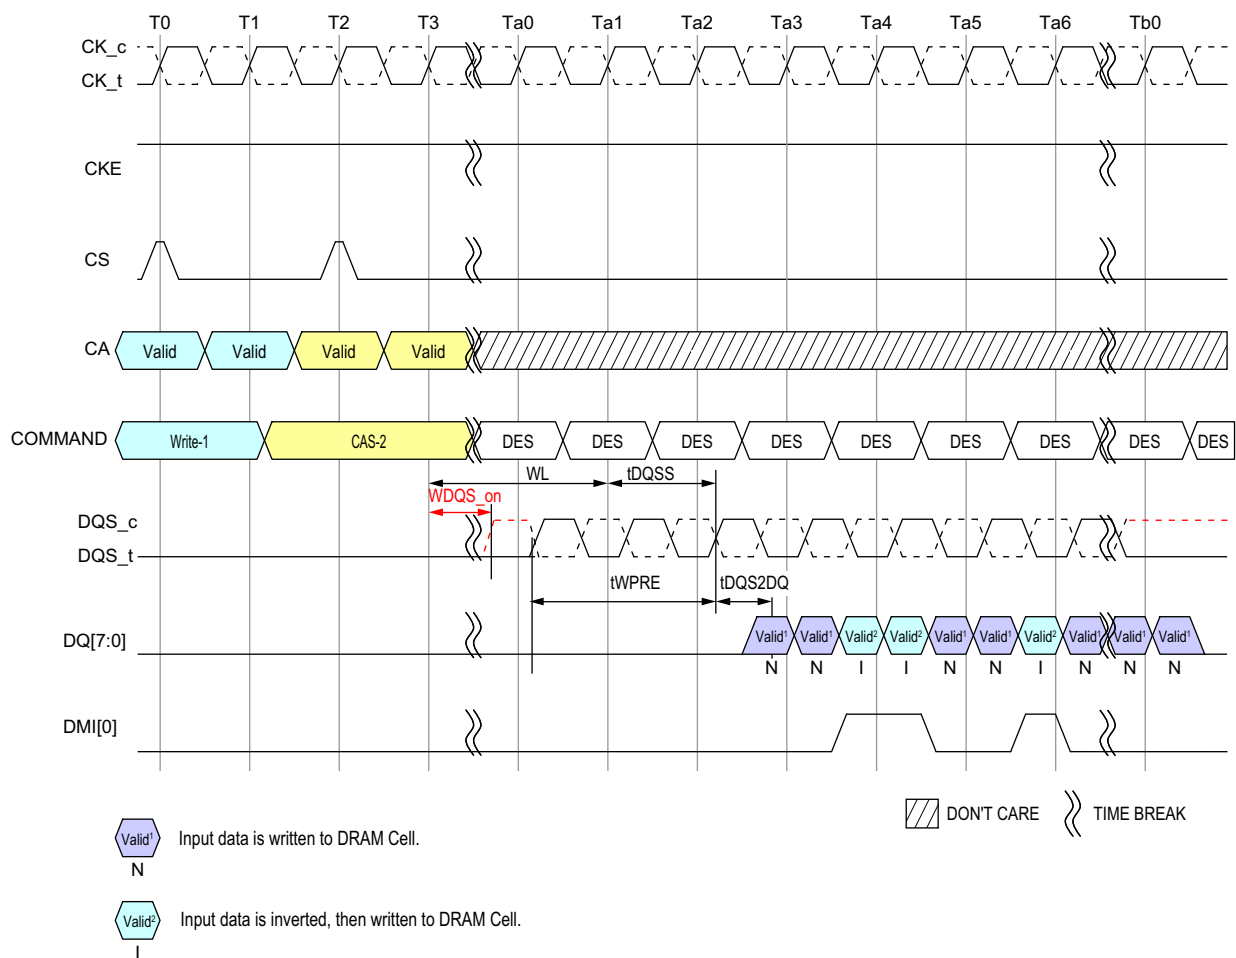 T0 T1 T2 T3 Ta0 Ta1 Ta2 Ta3 Ta4 Ta5 Ta6 Tb0
CK_c
CK_t
CKE
CS
CA Valid Valid Valid Valid
COMMAND Write-1 CAS-2 DES DES DES DES DES DES DES DES DES
WL tDQSS
WDQS_on
DQS_c
DQS_t
tWPRE tDQS2DQ
DQ[7:0] Valid¹ Valid¹ Valid² Valid² Valid¹ Valid¹ Valid² Valid¹ Valid¹ Valid¹
N N I I N N I N N N
DMI[0]
DON'T CARE TIME BREAK
Valid¹ Input data is written to DRAM Cell.
N
Valid² Input data is inverted, then written to DRAM Cell.
I